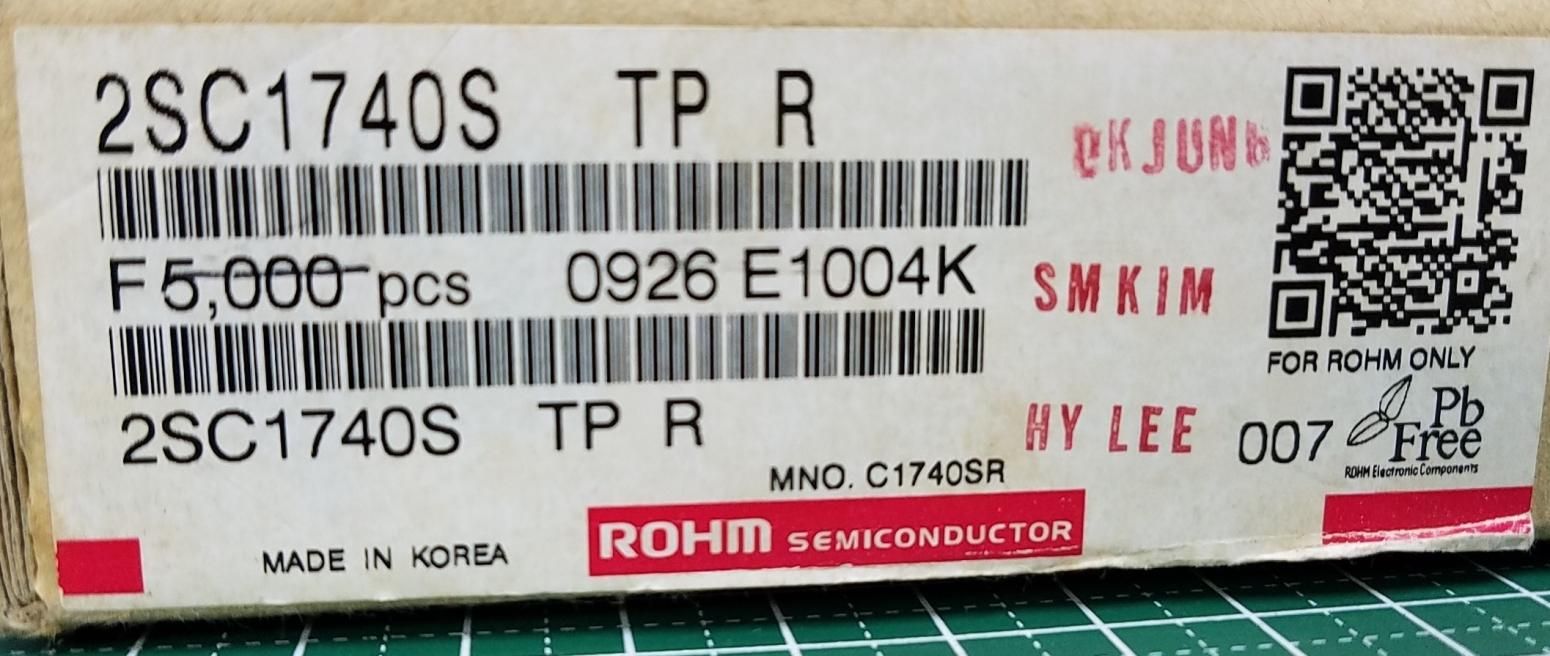 2SC1740S TP R
F 5,000 pcs 0926 E1004K
2SC1740S TP R
MNO. C1740SR
MADE IN KOREA
ROHM SEMICONDUCTOR
SMKIM
HY LEE
FOR ROHM ONLY
007
Pb
Free
ROHM Electronic Components